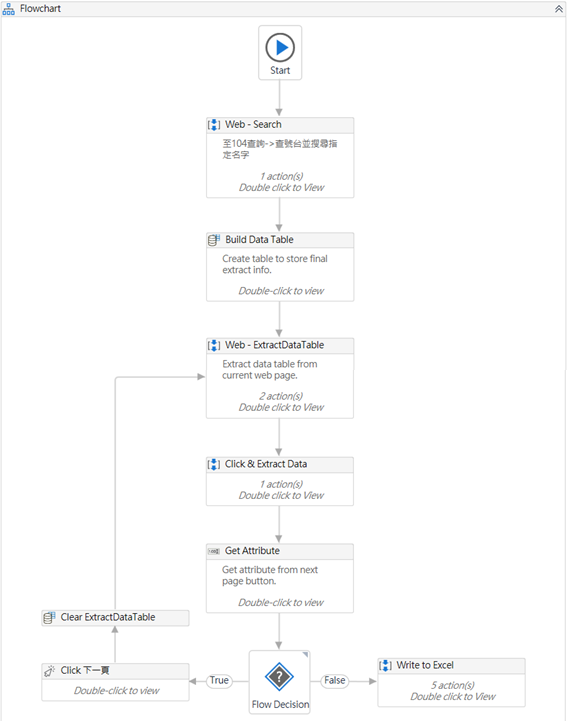 Flowchart
Start
Web - Search
至104查詢->查號台並搜尋指
定名字
1 action(s)
Double click to View
Build Data Table
Create table to store final
extract info.
Double-click to view
Web - ExtractDataTable
Extract data table from
current web page.
2 action(s)
Double click to View
Click & Extract Data
1 action(s)
Double click to View
Get Attribute
Get attribute from next
page button.
Double-click to view
Clear ExtractDataTable
Click 下一頁
Double-click to view
True
Flow Decision
False
Write to Excel
5 action(s)
Double click to View